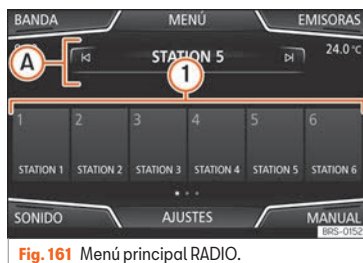 BANDA MENÚ EMISORAS
A STATION 5 24.0 °C
1
1 2 3 4 5 6
STATION 1 STATION 2 STATION 3 STATION 4 STATION 5 STATION 6
SONIDO AJUSTES MANUAL
BRS-0152
Fig. 161 Menú principal RADIO.